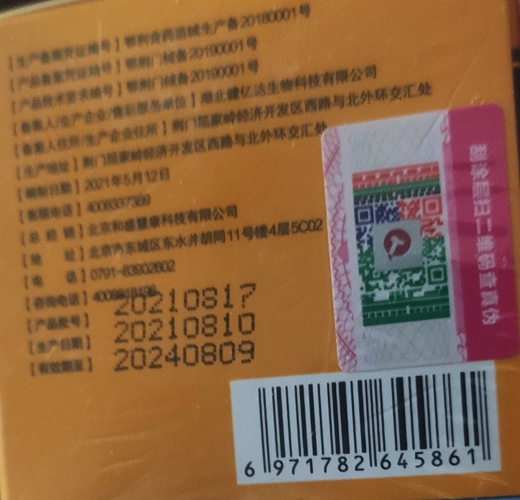 【生产备案凭证编号】鄂荆食药监械生产备20180001号
【产品备案凭证编号】鄂荆门械备20190001号
【产品技术要求编号】鄂荆门械备20190001号
【备案人/生产企业/售后服务单位】湖北健亿达生物科技有限公司
【备案人住所/生产企业住所】荆门屈家岭经济开发区西路与北外环交汇处
【生产地址】荆门屈家岭经济开发区西路与北外环交汇处
【编制日期】2021年5月12日
【客服电话】4008337369
【总经销】北京和盛慧康科技有限公司
【地址】北京市东城区东水井胡同11号楼4层5C02
【电话】0791-83902602
【咨询电话】
【产品批号】20210817
【生产日期】20210810
【有效期至】20240809
刮涂层扫二维码查真伪
6 971782 645861